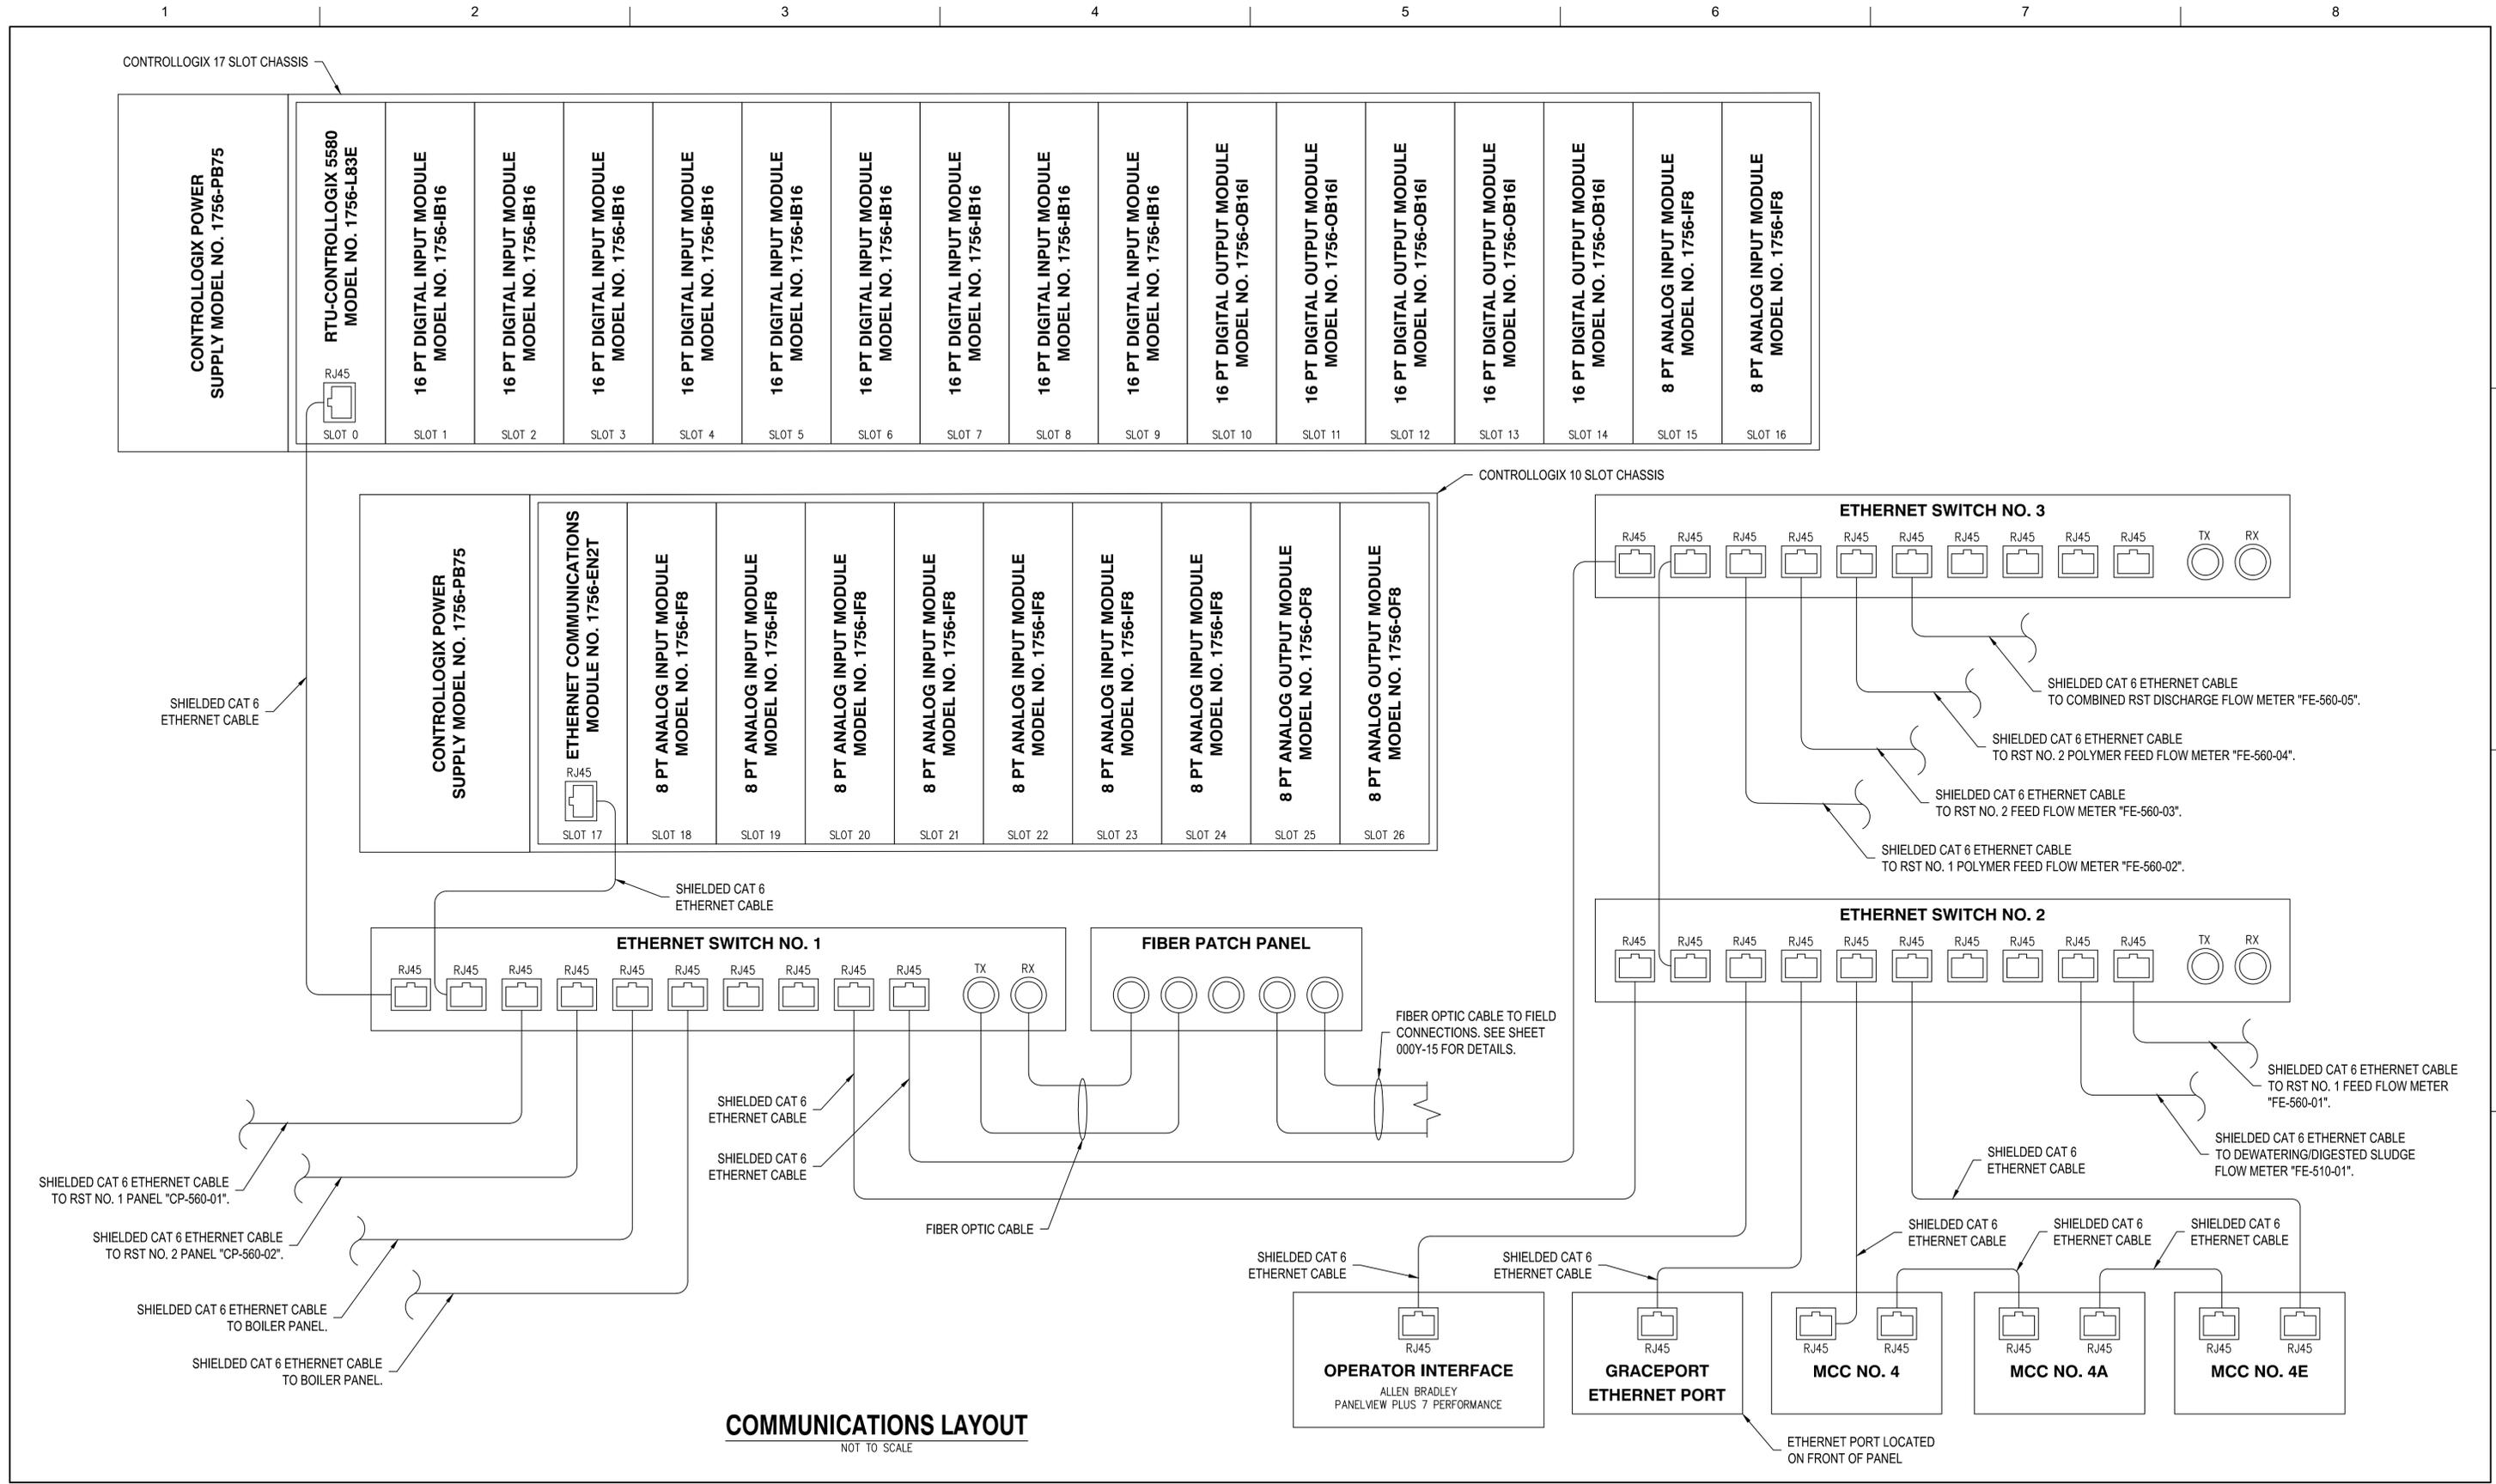 1
2
3
4
5
6
7
8
CONTROLLOGIX 17 SLOT CHASSIS
CONTROLLOGIX POWER
SUPPLY MODEL NO. 1756-PB75
RTU-CONTROLLOGIX 5580
MODEL NO. 1756-L83E
RJ45
SLOT 0
16 PT DIGITAL INPUT MODULE
MODEL NO. 1756-IB16
SLOT 1
16 PT DIGITAL INPUT MODULE
MODEL NO. 1756-IB16
SLOT 2
16 PT DIGITAL INPUT MODULE
MODEL NO. 1756-IB16
SLOT 3
16 PT DIGITAL INPUT MODULE
MODEL NO. 1756-IB16
SLOT 4
16 PT DIGITAL INPUT MODULE
MODEL NO. 1756-IB16
SLOT 5
16 PT DIGITAL INPUT MODULE
MODEL NO. 1756-IB16
SLOT 6
16 PT DIGITAL INPUT MODULE
MODEL NO. 1756-IB16
SLOT 7
16 PT DIGITAL INPUT MODULE
MODEL NO. 1756-IB16
SLOT 8
16 PT DIGITAL INPUT MODULE
MODEL NO. 1756-IB16
SLOT 9
16 PT DIGITAL OUTPUT MODULE
MODEL NO. 1756-OB16I
SLOT 10
16 PT DIGITAL OUTPUT MODULE
MODEL NO. 1756-OB16I
SLOT 11
16 PT DIGITAL OUTPUT MODULE
MODEL NO. 1756-OB16I
SLOT 12
16 PT DIGITAL OUTPUT MODULE
MODEL NO. 1756-OB16I
SLOT 13
16 PT DIGITAL OUTPUT MODULE
MODEL NO. 1756-OB16I
SLOT 14
8 PT ANALOG INPUT MODULE
MODEL NO. 1756-IF8
SLOT 15
8 PT ANALOG INPUT MODULE
MODEL NO. 1756-IF8
SLOT 16
CONTROLLOGIX 10 SLOT CHASSIS
CONTROLLOGIX POWER
SUPPLY MODEL NO. 1756-PB75
ETHERNET COMMUNICATIONS
MODULE NO. 1756-EN2T
RJ45
SLOT 17
8 PT ANALOG INPUT MODULE
MODEL NO. 1756-IF8
SLOT 18
8 PT ANALOG INPUT MODULE
MODEL NO. 1756-IF8
SLOT 19
8 PT ANALOG INPUT MODULE
MODEL NO. 1756-IF8
SLOT 20
8 PT ANALOG INPUT MODULE
MODEL NO. 1756-IF8
SLOT 21
8 PT ANALOG INPUT MODULE
MODEL NO. 1756-IF8
SLOT 22
8 PT ANALOG INPUT MODULE
MODEL NO. 1756-IF8
SLOT 23
8 PT ANALOG INPUT MODULE
MODEL NO. 1756-IF8
SLOT 24
8 PT ANALOG OUTPUT MODULE
MODEL NO. 1756-OF8
SLOT 25
8 PT ANALOG OUTPUT MODULE
MODEL NO. 1756-OF8
SLOT 26
SHIELDED CAT 6
ETHERNET CABLE
SHIELDED CAT 6
ETHERNET CABLE
ETHERNET SWITCH NO. 3
RJ45 RJ45 RJ45 RJ45 RJ45 RJ45 RJ45 RJ45 RJ45 RJ45 TX RX
SHIELDED CAT 6 ETHERNET CABLE
TO COMBINED RST DISCHARGE FLOW METER "FE-560-05".
SHIELDED CAT 6 ETHERNET CABLE
TO RST NO. 2 POLYMER FEED FLOW METER "FE-560-04".
SHIELDED CAT 6 ETHERNET CABLE
TO RST NO. 2 FEED FLOW METER "FE-560-03".
SHIELDED CAT 6 ETHERNET CABLE
TO RST NO. 1 POLYMER FEED FLOW METER "FE-560-02".
ETHERNET SWITCH NO. 2
RJ45 RJ45 RJ45 RJ45 RJ45 RJ45 RJ45 RJ45 RJ45 RJ45 TX RX
ETHERNET SWITCH NO. 1
RJ45 RJ45 RJ45 RJ45 RJ45 RJ45 RJ45 RJ45 RJ45 RJ45 TX RX
FIBER PATCH PANEL
FIBER OPTIC CABLE TO FIELD
CONNECTIONS. SEE SHEET
000Y-15 FOR DETAILS.
SHIELDED CAT 6 ETHERNET CABLE
TO RST NO. 1 FEED FLOW METER
"FE-560-01".
SHIELDED CAT 6 ETHERNET CABLE
TO DEWATERING/DIGESTED SLUDGE
FLOW METER "FE-510-01".
SHIELDED CAT 6
ETHERNET CABLE
SHIELDED CAT 6
ETHERNET CABLE
SHIELDED CAT 6
ETHERNET CABLE
SHIELDED CAT 6 ETHERNET CABLE
TO RST NO. 1 PANEL "CP-560-01".
SHIELDED CAT 6 ETHERNET CABLE
TO RST NO. 2 PANEL "CP-560-02".
SHIELDED CAT 6 ETHERNET CABLE
TO BOILER PANEL.
SHIELDED CAT 6 ETHERNET CABLE
TO BOILER PANEL.
FIBER OPTIC CABLE
SHIELDED CAT 6
ETHERNET CABLE
SHIELDED CAT 6
ETHERNET CABLE
SHIELDED CAT 6
ETHERNET CABLE
SHIELDED CAT 6
ETHERNET CABLE
SHIELDED CAT 6
ETHERNET CABLE
RJ45
OPERATOR INTERFACE
ALLEN BRADLEY
PANELVIEW PLUS 7 PERFORMANCE
RJ45
GRACEPORT
ETHERNET PORT
RJ45 RJ45
MCC NO. 4
RJ45 RJ45
MCC NO. 4A
RJ45 RJ45
MCC NO. 4E
ETHERNET PORT LOCATED
ON FRONT OF PANEL
COMMUNICATIONS LAYOUT
NOT TO SCALE